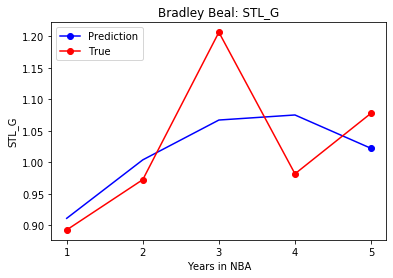 Bradley Beal: STL_G
Prediction
True
1.20
1.15
1.10
1.05
1.00
0.95
0.90
STL_G
1 2 3 4 5
Years in NBA